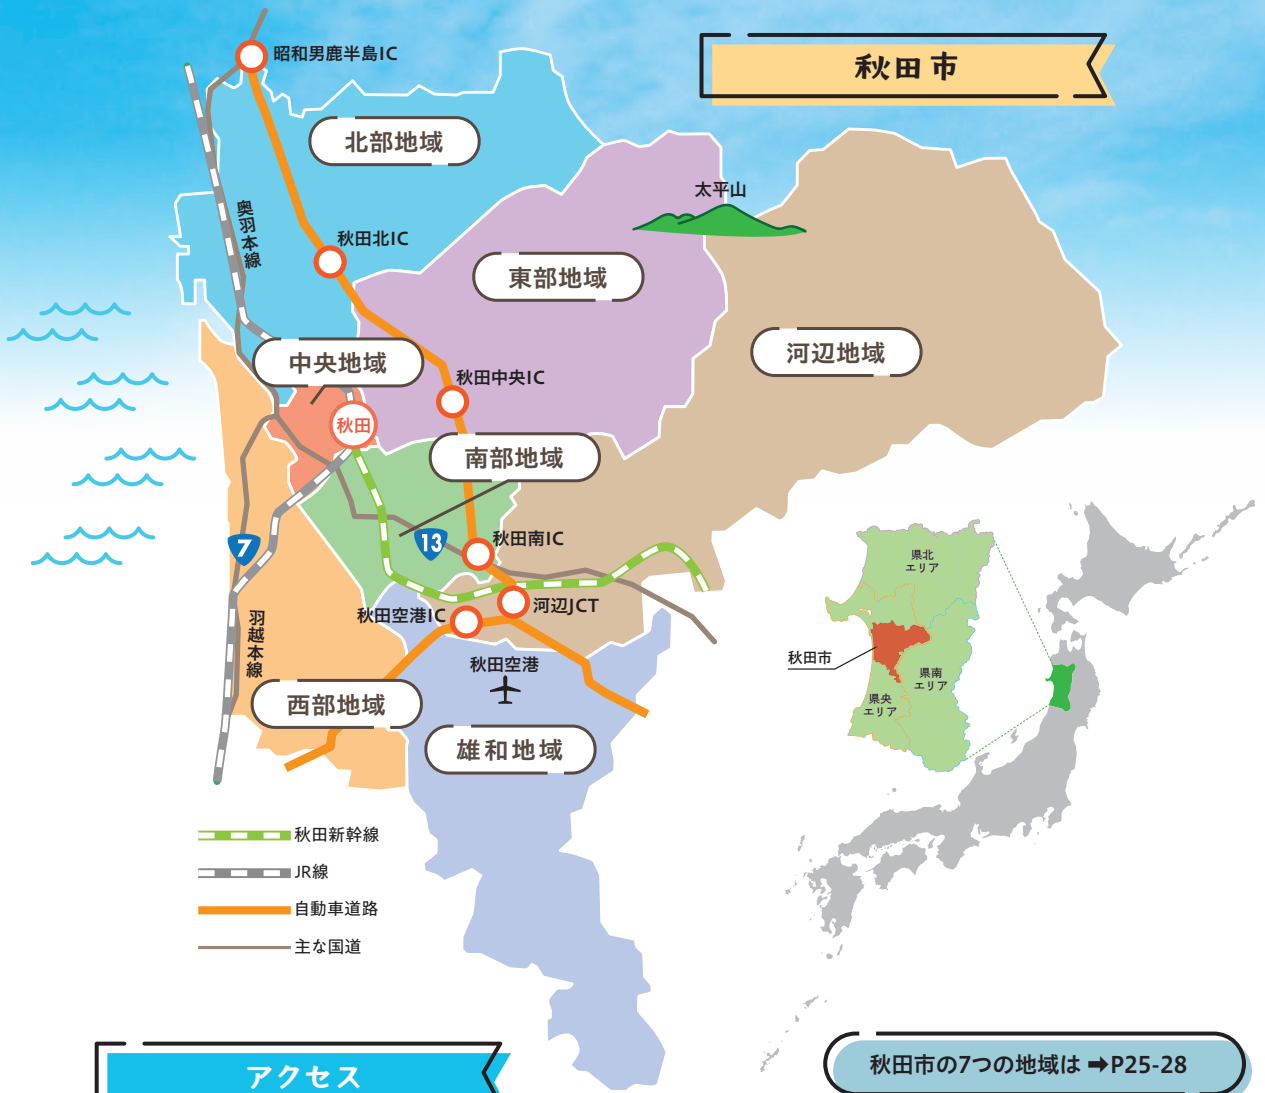 秋田市
昭和男鹿半島IC
北部地域
太平山
奥羽本線
秋田北IC
東部地域
河辺地域
中央地域
秋田中央IC
秋田
南部地域
13
秋田南IC
7
河辺JCT
秋田空港IC
羽越本線
秋田空港
西部地域
雄和地域
県北
エリア
秋田市
県南
エリア
県央
エリア
秋田新幹線
JR線
自動車道路
主な国道
アクセス
秋田市の7つの地域は ➡P25-28